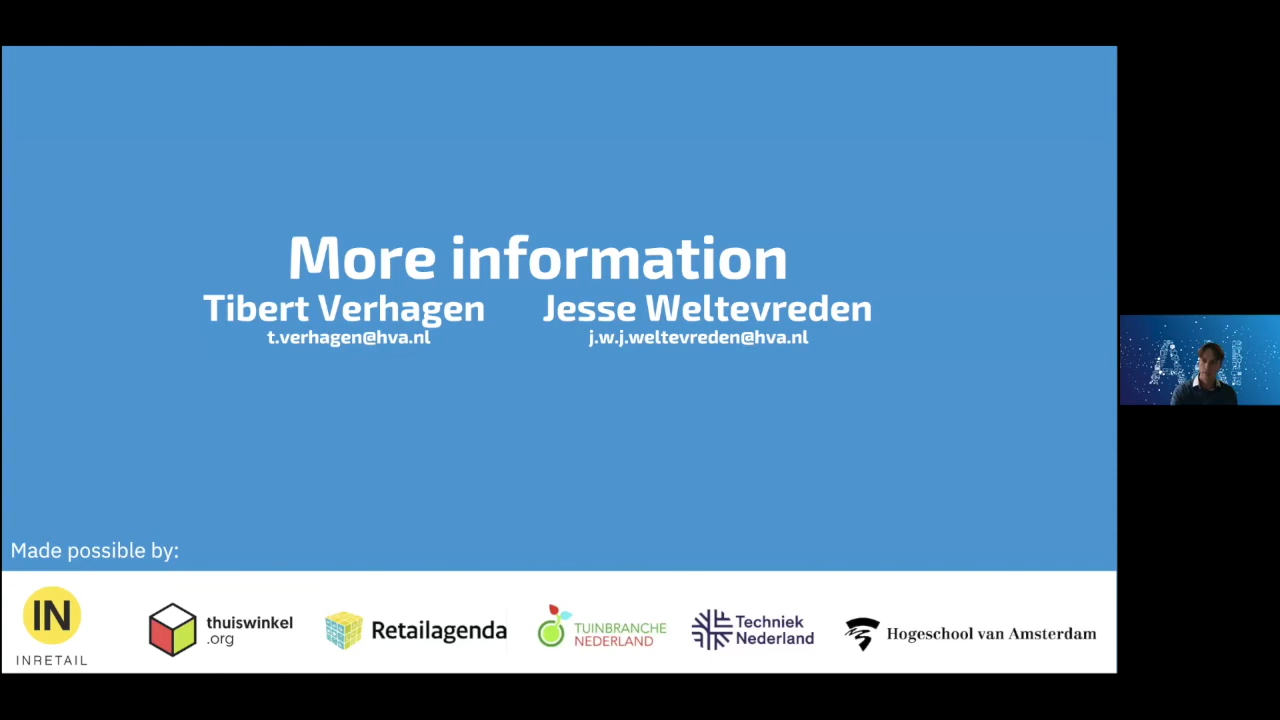 More information
Tibert Verhagen Jesse Weltevreden
t.verhagen@hva.nl j.w.j.weltevreden@hva.nl
Made possible by:
IN
INRETAIL
thuiswinkel
.org
Retailagenda
TUINBRANCHE
NEDERLAND
Techniek
Nederland
Hogeschool van Amsterdam